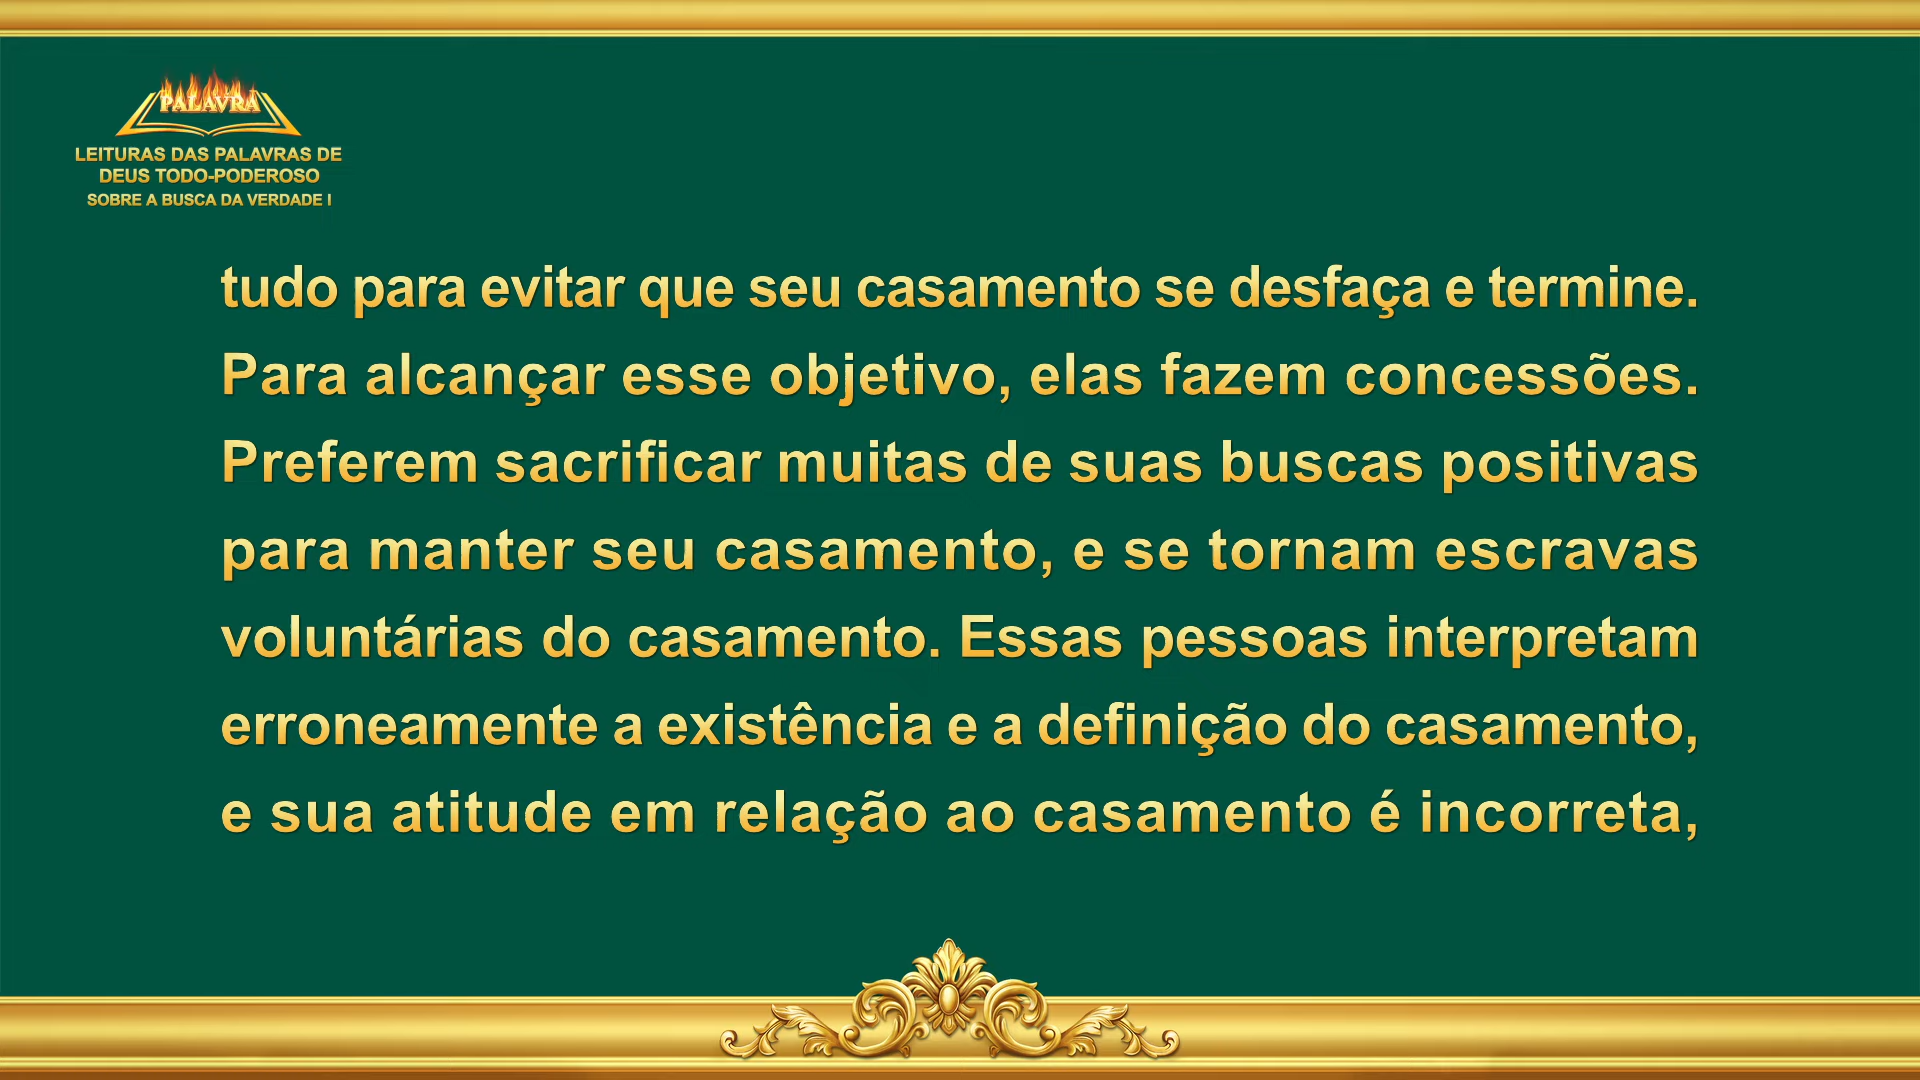 PALAVRA
LEITURAS DAS PALAVRAS DE
DEUS TODO-PODEROSO
SOBRE A BUSCA DA VERDADE I
tudo para evitar que seu casamento se desfaça e termine.
Para alcançar esse objetivo, elas fazem concessões.
Preferem sacrificar muitas de suas buscas positivas
para manter seu casamento, e se tornam escravas
voluntárias do casamento. Essas pessoas interpretam
erroneamente a existência e a definição do casamento,
e sua atitude em relação ao casamento é incorreta,